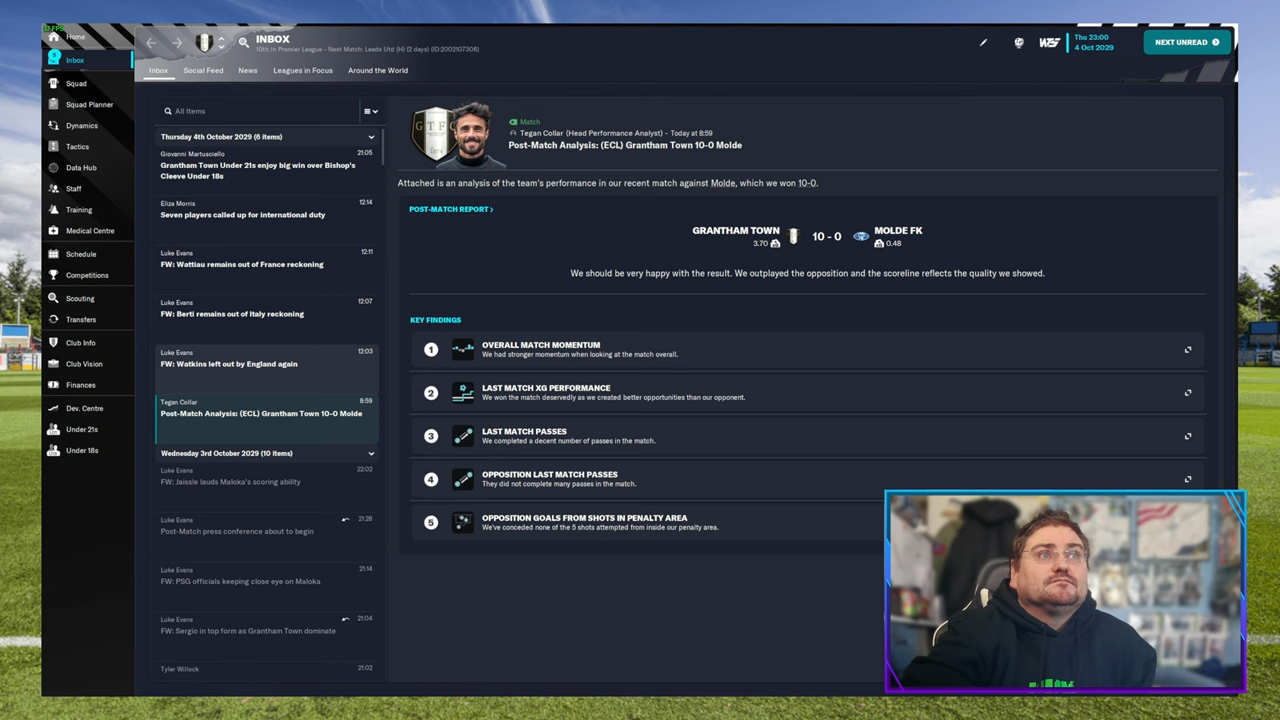 37 FPS
Home
Inbox
Squad
Squad Planner
Dynamics
Tactics
Data Hub
Staff
Training
Medical Centre
Schedule
Competitions
Scouting
Transfers
Club Info
Club Vision
Finances
Dev. Centre
Under 21s
Under 18s
INBOX
10th in Premier League - Next Match: Leeds Utd (H) (2 days) (ID:2002107306)
Thu 23:00
4 Oct 2029
NEXT UNREAD
Inbox
Social Feed
News
Leagues in Focus
Around the World
All Items
Thursday 4th October 2029 (6 items)
Giovanni Martusciello
21:05
Grantham Town Under 21s enjoy big win over Bishop's
Cleeve Under 18s
Eliza Morris
12:14
Seven players called up for international duty
Luke Evans
12:11
FW: Wattiau remains out of France reckoning
Luke Evans
12:07
FW: Berti remains out of Italy reckoning
Luke Evans
12:03
FW: Watkins left out by England again
Tegan Collar
8:59
Post-Match Analysis: (ECL) Grantham Town 10-0 Molde
Wednesday 3rd October 2029 (10 items)
Luke Evans
22:02
FW: Jaissle lauds Maloka's scoring ability
Luke Evans
21:28
Post-Match press conference about to begin
Luke Evans
21:14
FW: PSG officials keeping close eye on Maloka
Luke Evans
21:04
FW: Sergio in top form as Grantham Town dominate
Tyler Willock
21:02
GTFC
Match
Tegan Collar (Head Performance Analyst) - Today at 8:59
Post-Match Analysis: (ECL) Grantham Town 10-0 Molde
Attached is an analysis of the team's performance in our recent match against Molde, which we won 10-0.
POST-MATCH REPORT
GRANTHAM TOWN
3.70
10 - 0
MOLDE FK
0.48
We should be very happy with the result. We outplayed the opposition and the scoreline reflects the quality we showed.
KEY FINDINGS
1
OVERALL MATCH MOMENTUM
We had stronger momentum when looking at the match overall.
2
LAST MATCH XG PERFORMANCE
We won the match deservedly as we created better opportunities than our opponent.
3
LAST MATCH PASSES
We completed a decent number of passes in the match.
4
OPPOSITION LAST MATCH PASSES
They did not complete many passes in the match.
5
OPPOSITION GOALS FROM SHOTS IN PENALTY AREA
We've conceded none of the 5 shots attempted from inside our penalty area.